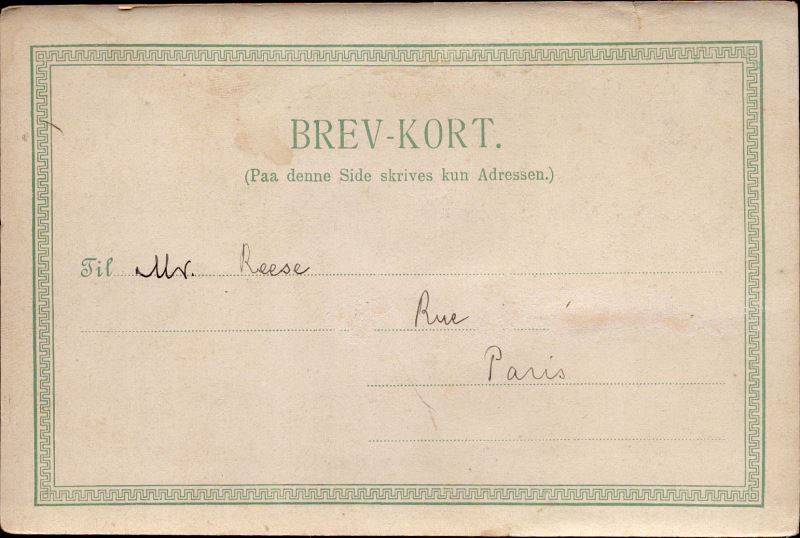 BREV-KORT.
(Paa denne Side skrives kun Adressen.)
Til Mr. Reese
Rue
Paris